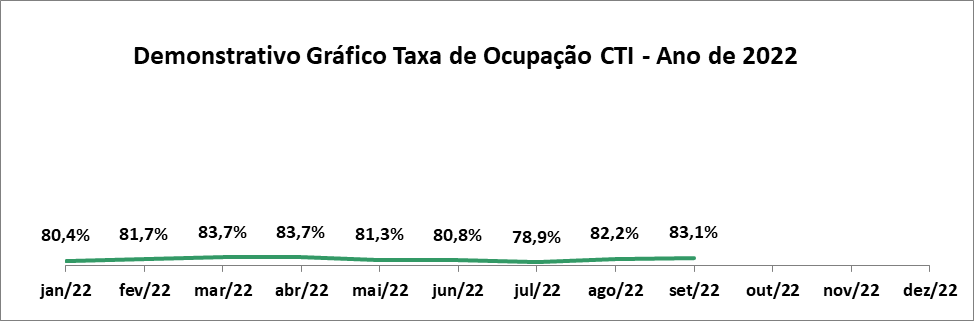 Demonstrativo Gráfico Taxa de Ocupação CTI - Ano de 2022
80,4% 81,7% 83,7% 83,7% 81,3% 80,8% 78,9% 82,2% 83,1%
jan/22 fev/22 mar/22 abr/22 mai/22 jun/22 jul/22 ago/22 set/22 out/22 nov/22 dez/22